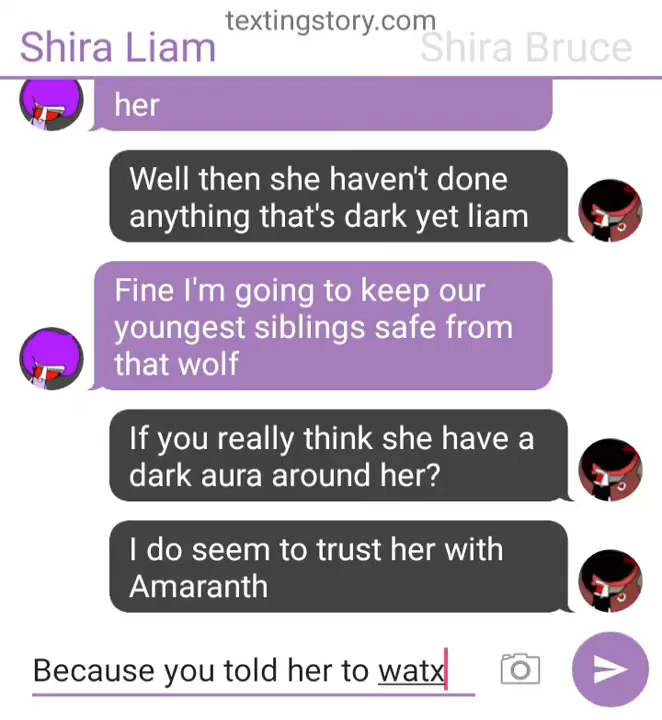 textingstory.com
Shira Liam
Shira Bruce
her
Well then she haven't done
anything that's dark yet liam
Fine I'm going to keep our
youngest siblings safe from
that wolf
If you really think she have a
dark aura around her?
I do seem to trust her with
Amaranth
Because you told her to watx